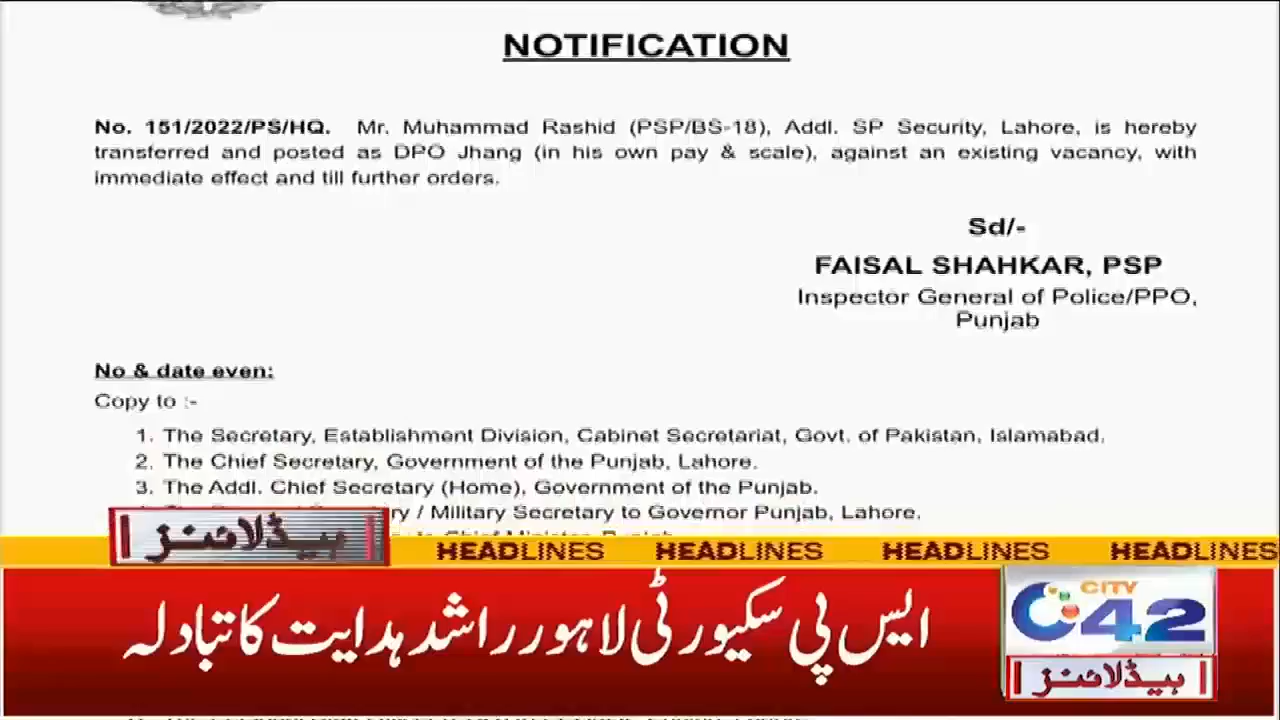 NOTIFICATION
No. 151/2022/PS/HQ. Mr. Muhammad Rashid (PSP/BS-18), Addl. SP Security, Lahore, is hereby
transferred and posted as DPO Jhang (in his own pay & scale), against an existing vacancy, with
immediate effect and till further orders.
Sd/-
FAISAL SHAHKAR, PSP
Inspector General of Police/PPO,
Punjab
No & date even:
Copy to :-
1. The Secretary, Establishment Division, Cabinet Secretariat, Govt. of Pakistan, Islamabad.
2. The Chief Secretary, Government of the Punjab, Lahore.
3. The Addl. Chief Secretary (Home), Government of the Punjab.
/ Military Secretary to Governor Punjab, Lahore.
ہیڈلائنز
HEADLINES HEADLINES HEADLINES HEADLINES
ایس پی سکیورٹی لاہور راشد ہدایت کا تبادلہ
CITY
42
ہیڈلائنز